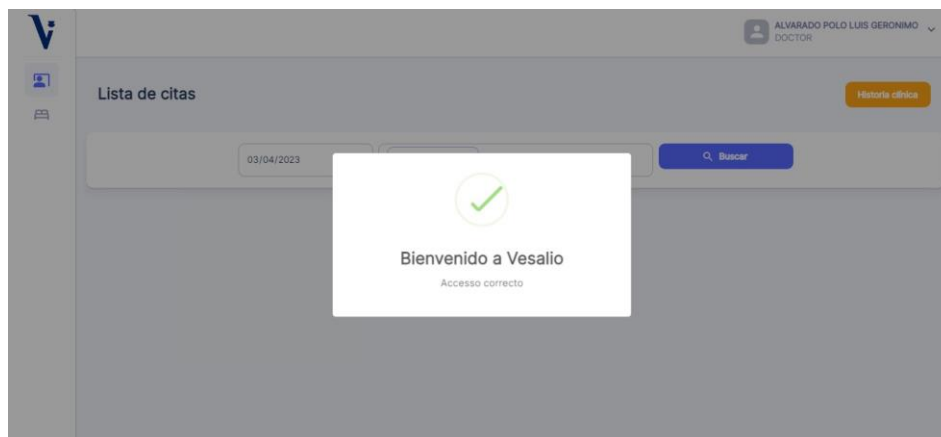 ALVARADO POLO LUIS GERONIMO
DOCTOR
Lista de citas
Historia clínica
03/04/2023
Buscar
Bienvenido a Vesalio
Accesso correcto